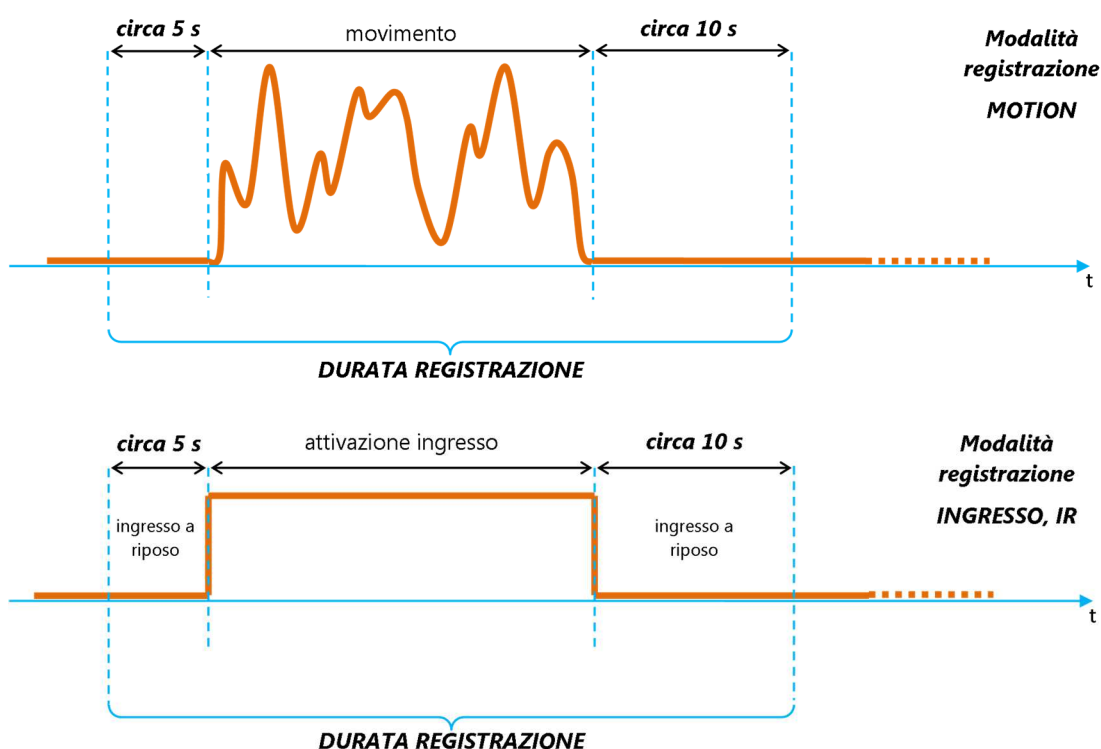 circa 5 s
movimento
circa 10 s
Modalità
registrazione
MOTION
t
DURATA REGISTRAZIONE
circa 5 s
attivazione ingresso
circa 10 s
Modalità
registrazione
INGRESSO, IR
ingresso a
riposo
ingresso a
riposo
t
DURATA REGISTRAZIONE